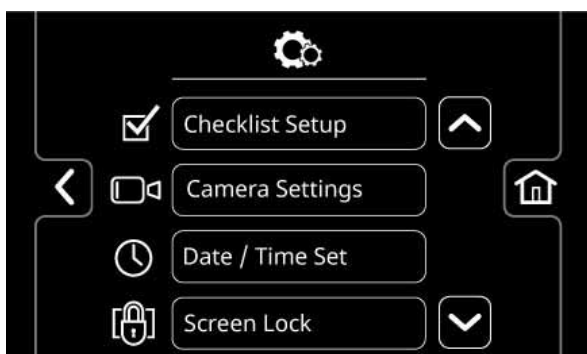 Checklist Setup
Camera Settings
Date / Time Set
Screen Lock